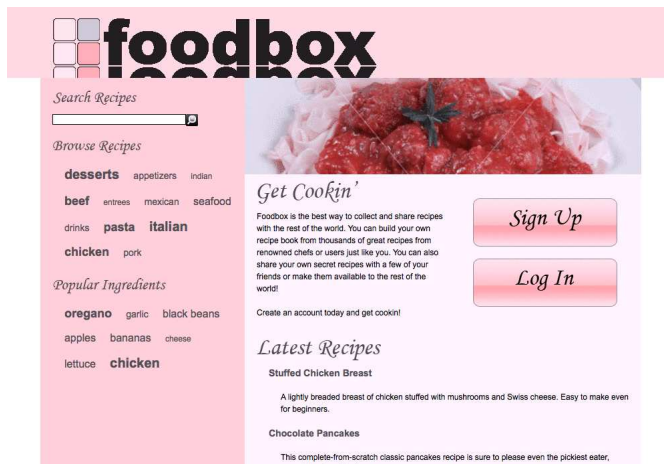 foodbox
Search Recipes
Browse Recipes
desserts appetizers indian
beef entrees mexican seafood
drinks pasta italian
chicken pork
Popular Ingredients
oregano garlic black beans
apples bananas cheese
lettuce chicken
Get Cookin'
Foodbox is the best way to collect and share recipes
with the rest of the world. You can build your own
recipe book from thousands of great recipes from
renowned chefs or users just like you. You can also
share your own secret recipes with a few of your
friends or make them available to the rest of the
world!
Create an account today and get cookin!
Sign Up
Log In
Latest Recipes
Stuffed Chicken Breast
A lightly breaded breast of chicken stuffed with mushrooms and Swiss cheese. Easy to make even
for beginners.
Chocolate Pancakes
This complete-from-scratch classic pancakes recipe is sure to please even the pickiest eater,